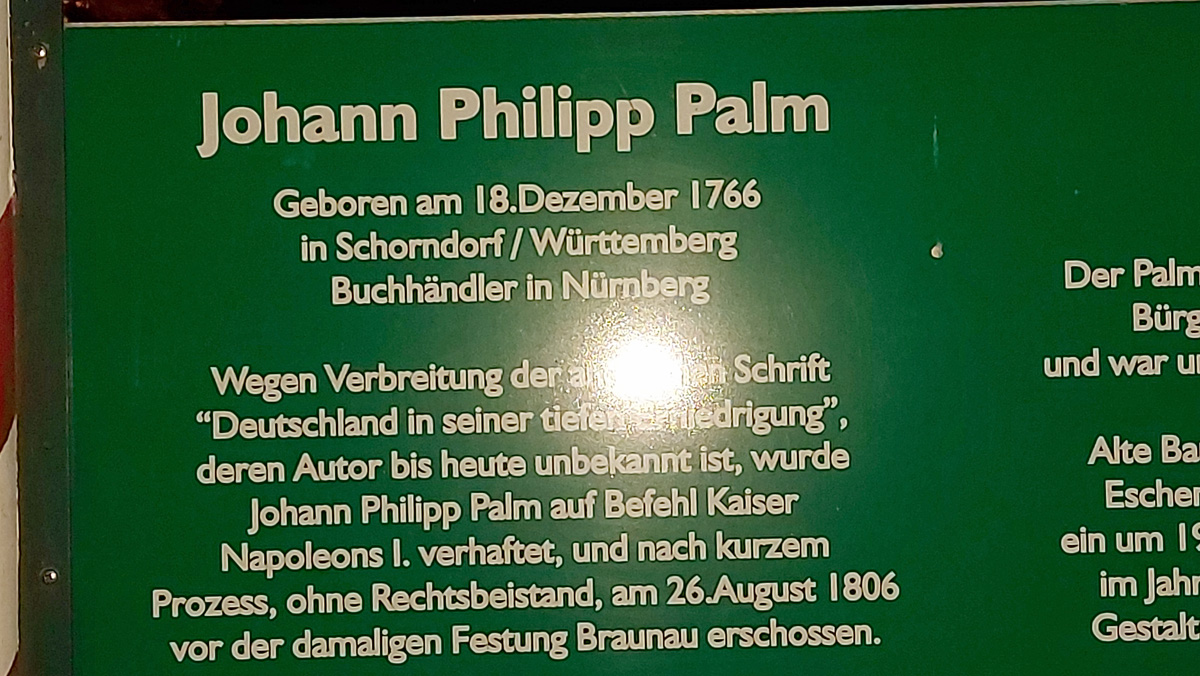 Johann Philipp Palm
Geboren am 18.Dezember 1766
in Schorndorf / Württemberg
Buchhändler in Nürnberg
Wegen Verbreitung der Schrift
“Deutschland in seiner tiefen Erniedrigung”,
deren Autor bis heute unbekannt ist, wurde
Johann Philipp Palm auf Befehl Kaiser
Napoleons I. verhaftet, und nach kurzem
Prozess, ohne Rechtsbeistand, am 26.August 1806
vor der damaligen Festung Braunau erschossen.
Der Palm
Bürg
und war
Alte Ba
Escher
ein um 19
im Jahr
Gestalt